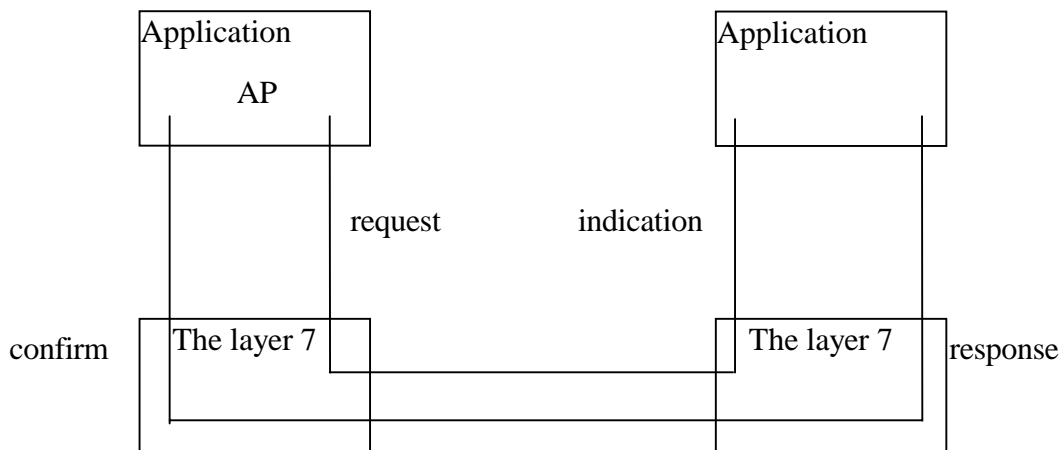 Application
Application
AP
request
indication
confirm
The layer 7
The layer 7
response